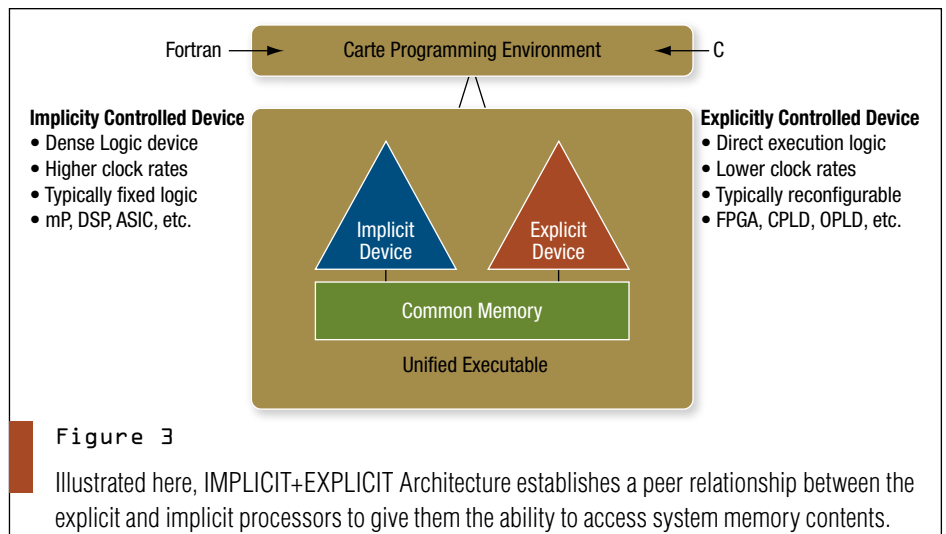 Fortran
Carte Programming Environment
C
Implicity Controlled Device
• Dense Logic device
• Higher clock rates
• Typically fixed logic
• mP, DSP, ASIC, etc.
Explicitly Controlled Device
• Direct execution logic
• Lower clock rates
• Typically reconfigurable
• FPGA, CPLD, OPLD, etc.
Implicit
Device
Explicit
Device
Common Memory
Unified Executable
Figure 3
Illustrated here, IMPLICIT+EXPLICIT Architecture establishes a peer relationship between the
explicit and implicit processors to give them the ability to access system memory contents.